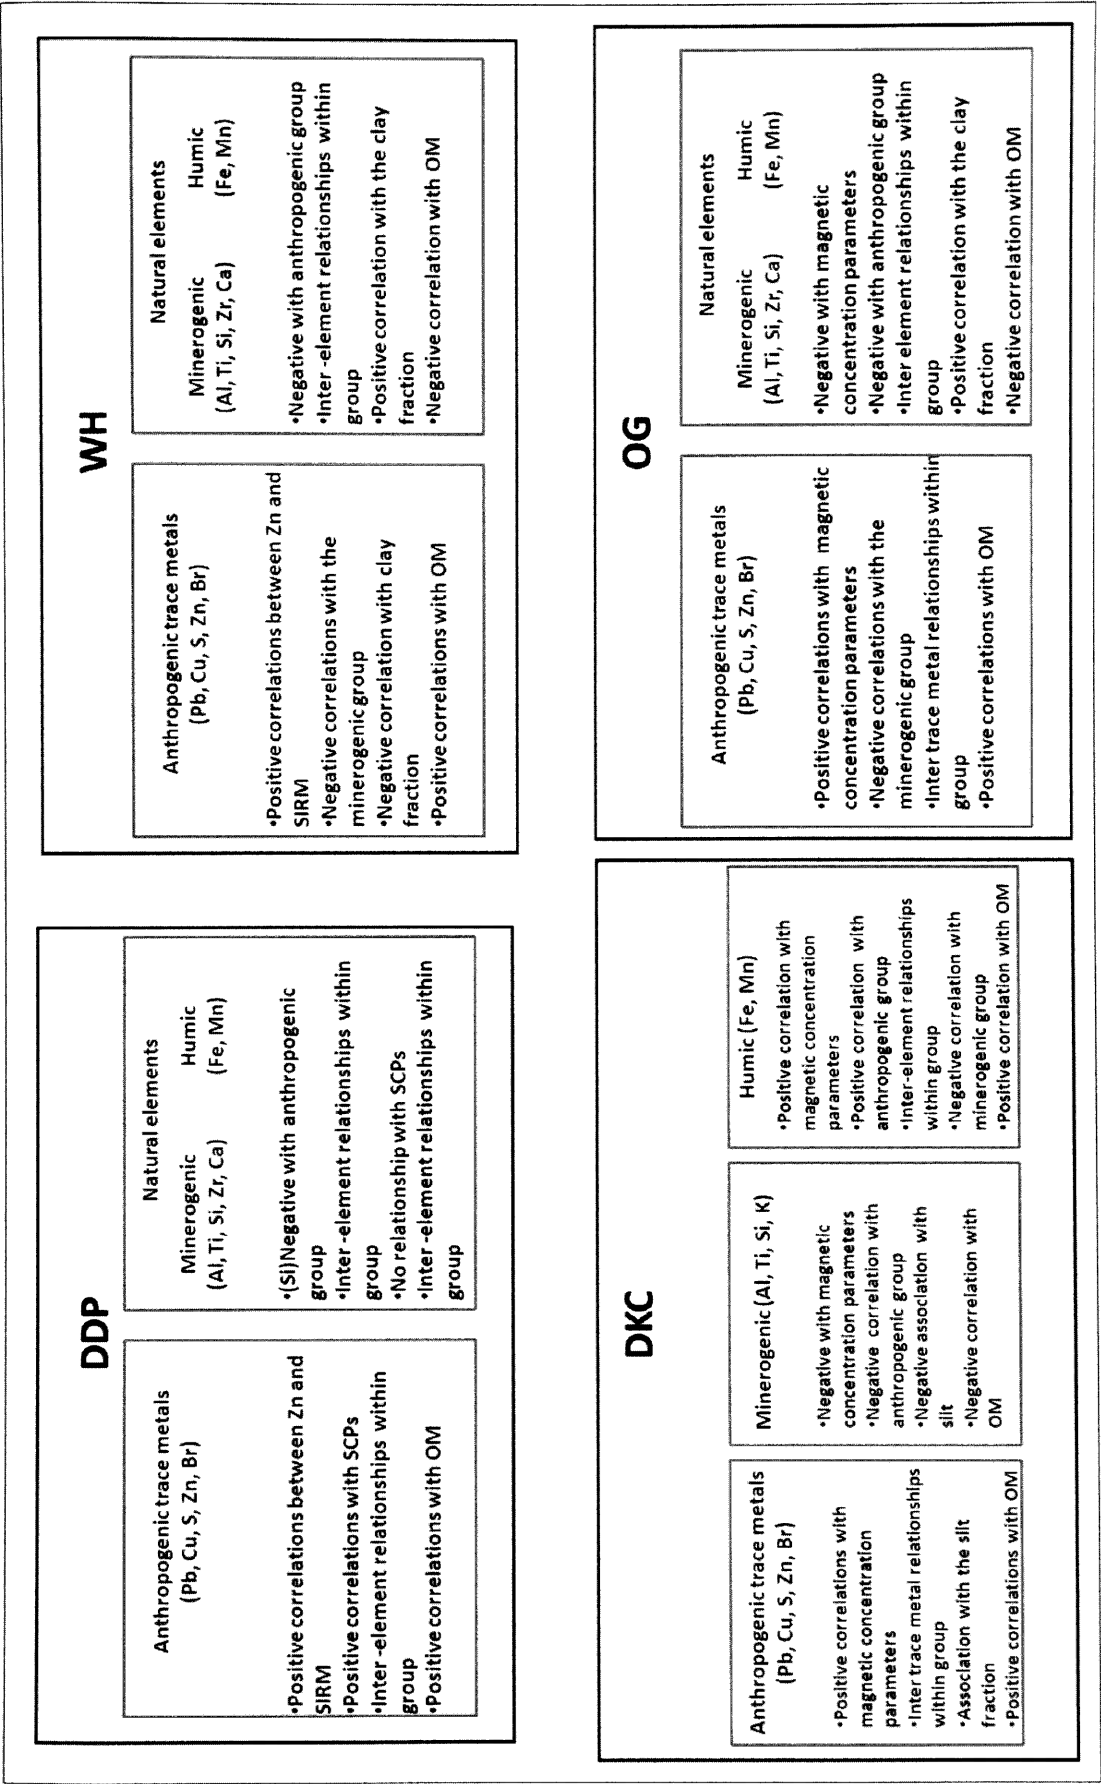 DDP
Anthropogenic trace metals
(Pb, Cu, S, Zn, Br)
•Positive correlations between Zn and
SIRM
•Positive correlations with SCPs
•Inter-element relationships within
group
•Positive correlations with OM
Natural elements
Minerogenic Humic
(Al, Ti, Si, Zr, Ca) (Fe, Mn)
•(Si)Negative with anthropogenic
group
•Inter-element relationships within
group
•No relationship with SCPs
•Inter-element relationships within
group
WH
Anthropogenic trace metals
(Pb, Cu, S, Zn, Br)
•Positive correlations between Zn and
SIRM
•Negative correlations with the
minerogenic group
•Negative correlation with clay
fraction
•Positive correlations with OM
Natural elements
Minerogenic Humic
(Al, Ti, Si, Zr, Ca) (Fe, Mn)
•Negative with anthropogenic group
•Inter-element relationships within
group
•Positive correlation with the clay
fraction
•Negative correlation with OM
DKC
Anthropogenic trace metals
(Pb, Cu, S, Zn, Br)
•Positive correlations with
magnetic concentration
parameters
•Inter trace metal relationships
within group
•Association with the silt
fraction
•Positive correlations with OM
Minerogenic (Al, Ti, Si, K)
•Negative with magnetic
concentration parameters
•Negative correlation with
anthropogenic group
•Negative association with
silt
•Negative correlation with
OM
Humic (Fe, Mn)
•Positive correlation with
magnetic concentration
parameters
•Positive correlation with
anthropogenic group
•Inter-element relationships
within group
•Negative correlation with
minerogenic group
•Positive correlation with OM
OG
Anthropogenic trace metals
(Pb, Cu, S, Zn, Br)
•Positive correlations with magnetic
concentration parameters
•Negative correlations with the
minerogenic group
•Inter trace metal relationships within
group
•Positive correlations with OM
Natural elements
Minerogenic Humic
(Al, Ti, Si, Zr, Ca) (Fe, Mn)
•Negative with magnetic
concentration parameters
•Negative with anthropogenic group
•Inter element relationships within
group
•Positive correlation with the clay
fraction
•Negative correlation with OM